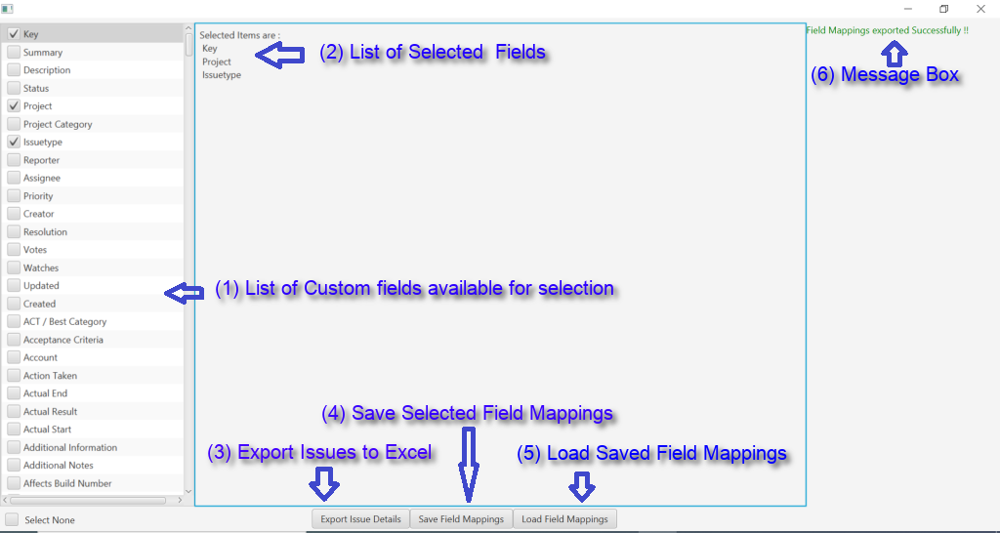 Key
Summary
Description
Status
Project
Project Category
Issuetype
Reporter
Assignee
Priority
Creator
Resolution
Votes
Watches
Updated
Created
ACT / Best Category
Acceptance Criteria
Account
Action Taken
Actual End
Actual Result
Actual Start
Additional Information
Additional Notes
Affects Build Number
Select None
Selected Items are :
Key
Project
Issuetype
(2) List of Selected Fields
(1) List of Custom fields available for selection
(4) Save Selected Field Mappings
(3) Export Issues to Excel
(5) Load Saved Field Mappings
Export Issue Details
Save Field Mappings
Load Field Mappings
Field Mappings exported Successfully !!
(6) Message Box